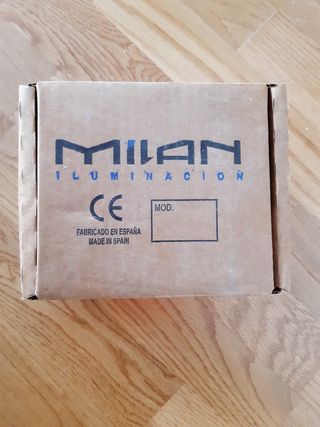 MILAN
ILUMINACION
CE
MOD.
FABRICADO EN ESPAÑA
MADE IN SPAIN